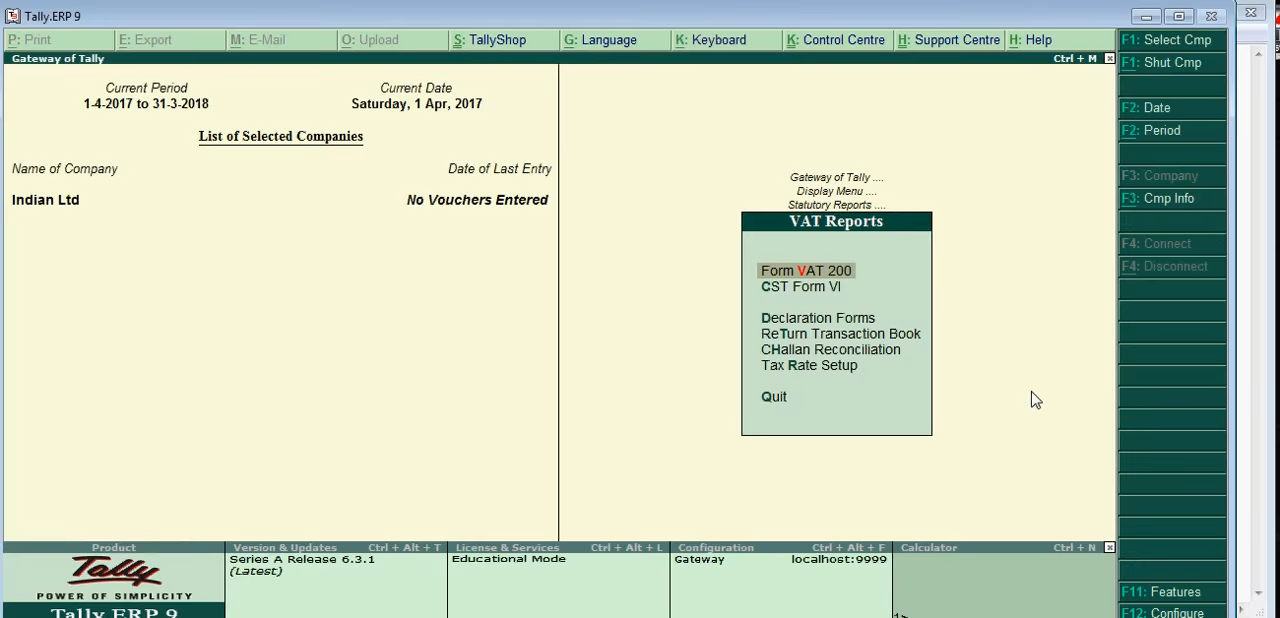 Tally.ERP 9
P: Print E: Export M: E-Mail O: Upload S: TallyShop G: Language K: Keyboard K: Control Centre H: Support Centre H: Help
Gateway of Tally Ctrl + M
Current Period Current Date
1-4-2017 to 31-3-2018 Saturday, 1 Apr, 2017
List of Selected Companies
Name of Company Date of Last Entry
Indian Ltd No Vouchers Entered
Gateway of Tally ....
Display Menu ....
Statutory Reports ....
VAT Reports
Form VAT 200
CST Form VI
Declaration Forms
ReTurn Transaction Book
CHallan Reconciliation
Tax Rate Setup
Quit
F1: Select Cmp
F1: Shut Cmp
F2: Date
F2: Period
F3: Company
F3: Cmp Info
F4: Connect
F4: Disconnect
F11: Features
F12: Configure
Product
Tally
POWER OF SIMPLICITY
Tally.ERP 9
Version & Updates Ctrl + Alt + T
Series A Release 6.3.1
(Latest)
License & Services Ctrl + Alt + L
Educational Mode
Configuration Ctrl + Alt + F
Gateway localhost:9999
Calculator Ctrl + N
1>